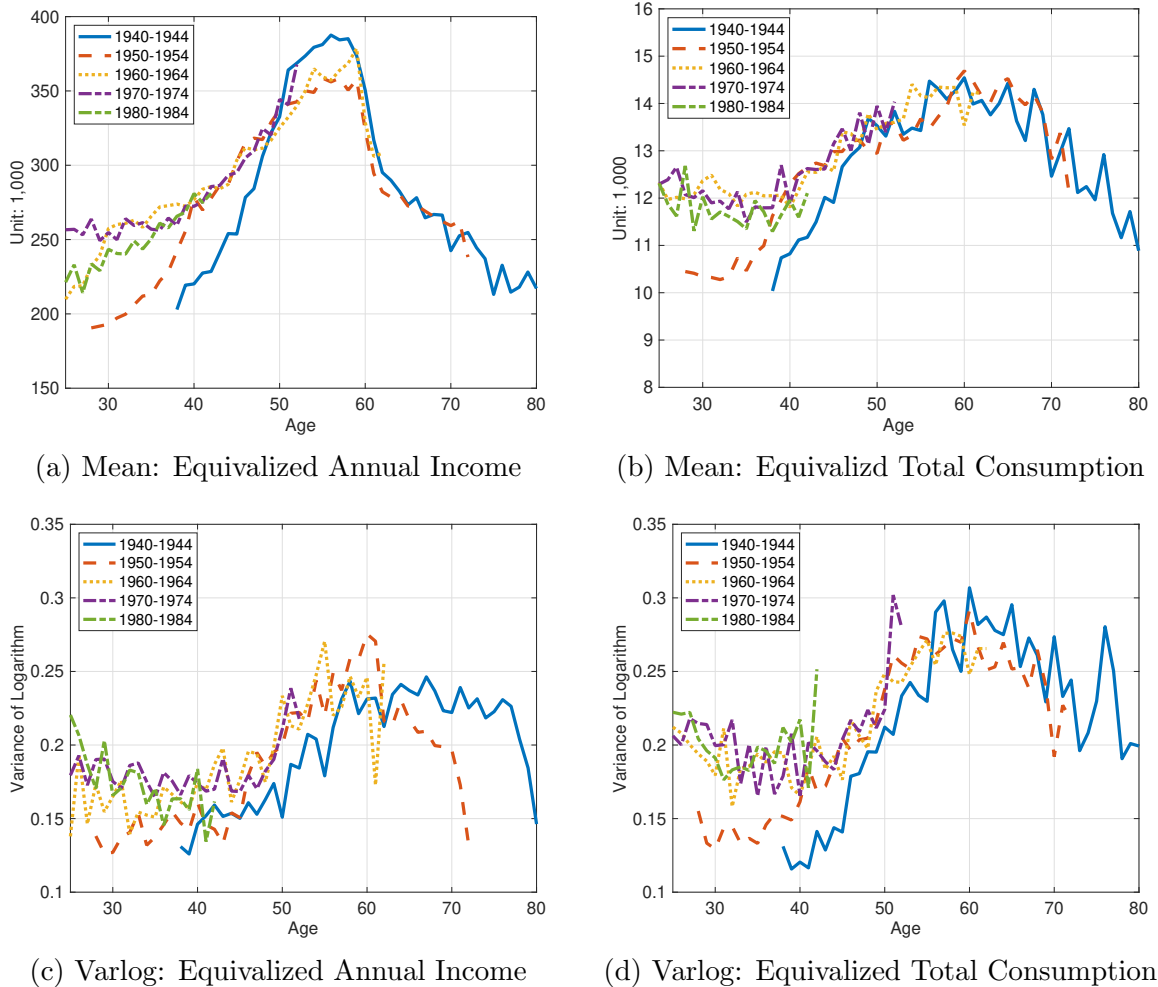 400
350
300
250
200
150
Unit: 1,000
1940-1944
1950-1954
1960-1964
1970-1974
1980-1984
30 40 50 60 70 80
Age
(a) Mean: Equivalized Annual Income
16
15
14
13
12
11
10
9
8
Unit: 1,000
1940-1944
1950-1954
1960-1964
1970-1974
1980-1984
30 40 50 60 70 80
Age
(b) Mean: Equivalizd Total Consumption
0.35
0.3
0.25
0.2
0.15
0.1
Variance of Logarithm
1940-1944
1950-1954
1960-1964
1970-1974
1980-1984
30 40 50 60 70 80
Age
(c) Varlog: Equivalized Annual Income
0.35
0.3
0.25
0.2
0.15
0.1
Variance of Logarithm
1940-1944
1950-1954
1960-1964
1970-1974
1980-1984
30 40 50 60 70 80
Age
(d) Varlog: Equivalized Total Consumption